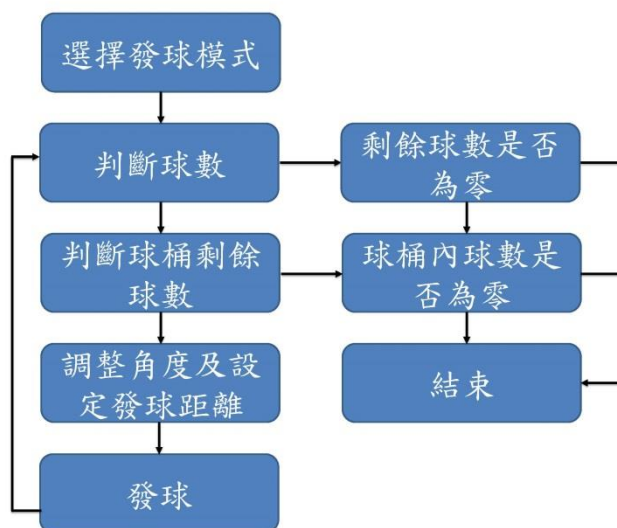 選擇發球模式
判斷球數
剩餘球數是否
為零
判斷球桶剩餘
球數
球桶內球數是
否為零
調整角度及設
定發球距離
結束
發球